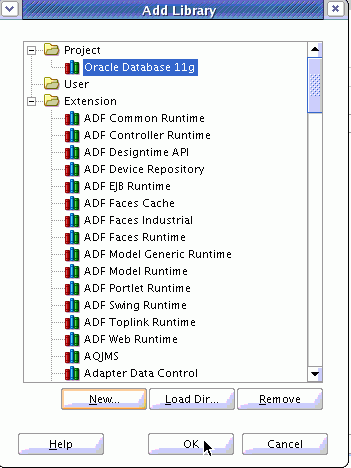 Add Library
Project
Oracle Database 11g
User
Extension
ADF Common Runtime
ADF Controller Runtime
ADF Designtime API
ADF Device Repository
ADF EJB Runtime
ADF Faces Cache
ADF Faces Industrial
ADF Faces Runtime
ADF Model Generic Runtime
ADF Model Runtime
ADF Portlet Runtime
ADF Swing Runtime
ADF Toplink Runtime
ADF Web Runtime
AQJMS
Adapter Data Control
New... Load Dir... Remove
Help OK Cancel